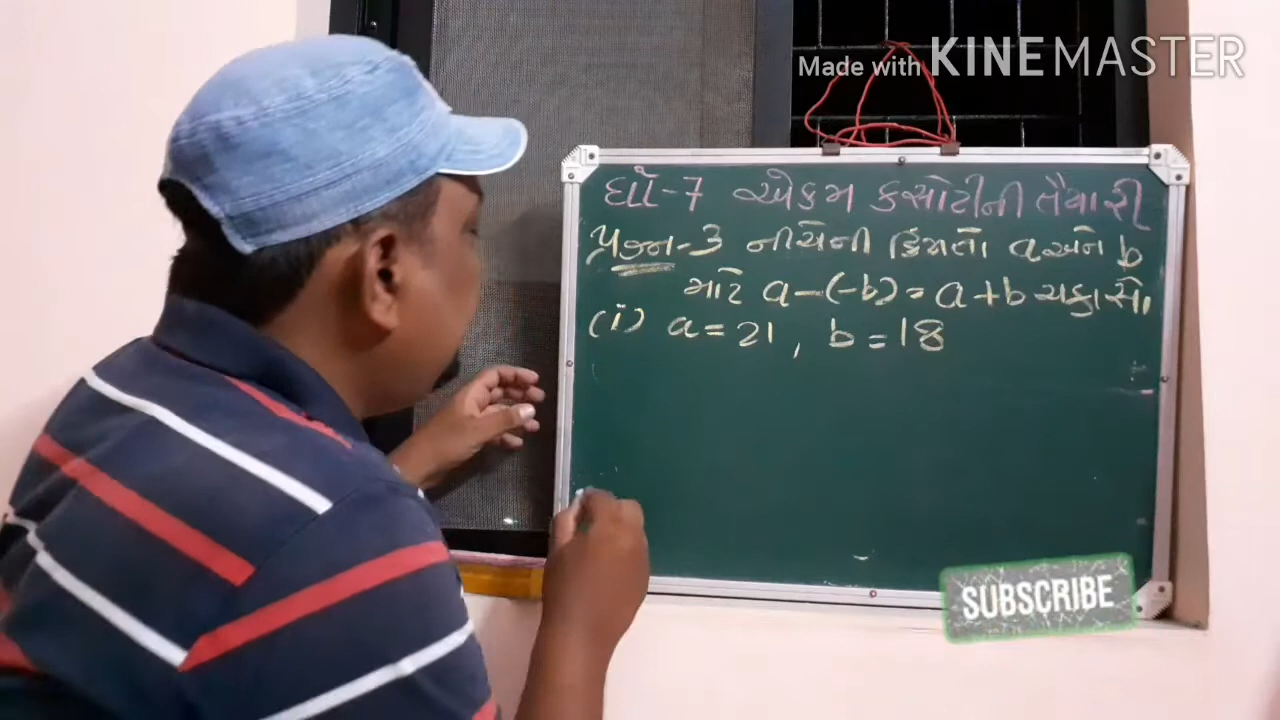 Made with KINEMASTER
ધો-7 એકમ કસોટીની તૈયારી
પ્રશ્ન-3 નીચેની કિંમતો a અને b
માટે a-(-b) = a+b ચકાસો
(i) a = 21 , b = 18
SUBSCRIBE